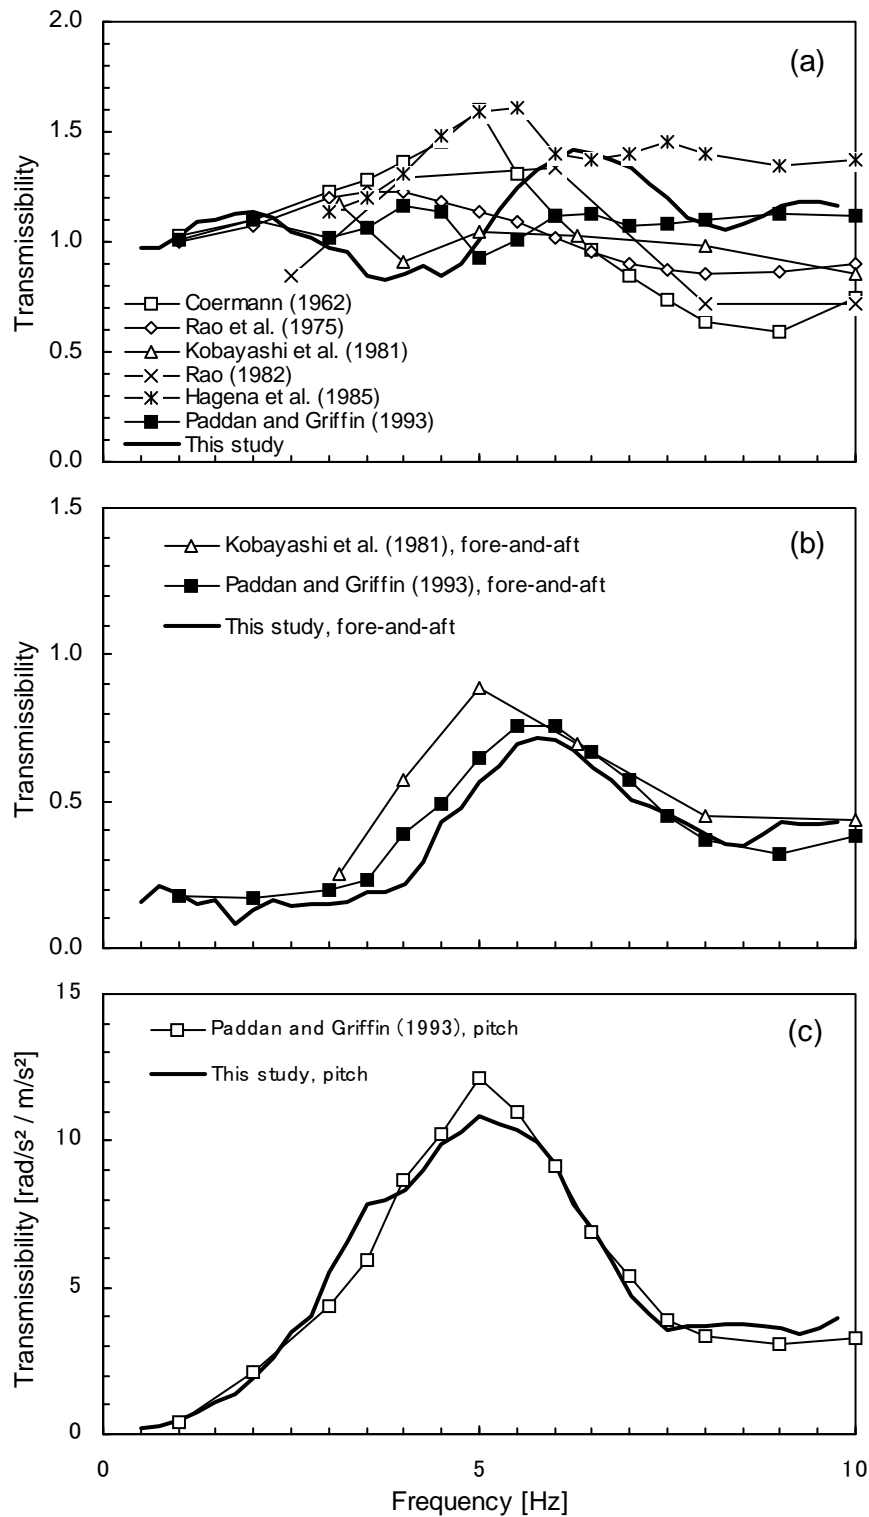 2.0
(a)
1.5
1.0
Transmissibility
Coermann (1962)
Rao et al. (1975)
Kobayashi et al. (1981)
Rao (1982)
Hagena et al. (1985)
Paddan and Griffin (1993)
This study
0.5
0.0
1.5
(b)
Kobayashi et al. (1981), fore-and-aft
Paddan and Griffin (1993), fore-and-aft
This study, fore-and-aft
1.0
Transmissibility
0.5
0.0
15
(c)
Paddan and Griffin (1993), pitch
This study, pitch
10
Transmissibility [rad/s² / m/s²]
5
0
0 5 10
Frequency [Hz]